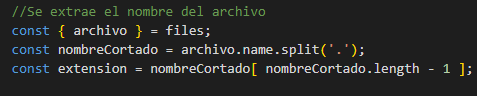 //Se extrae el nombre del archivo
const { archivo } = files;
const nombreCortado = archivo.name.split('.');
const extension = nombreCortado[ nombreCortado.length - 1 ];